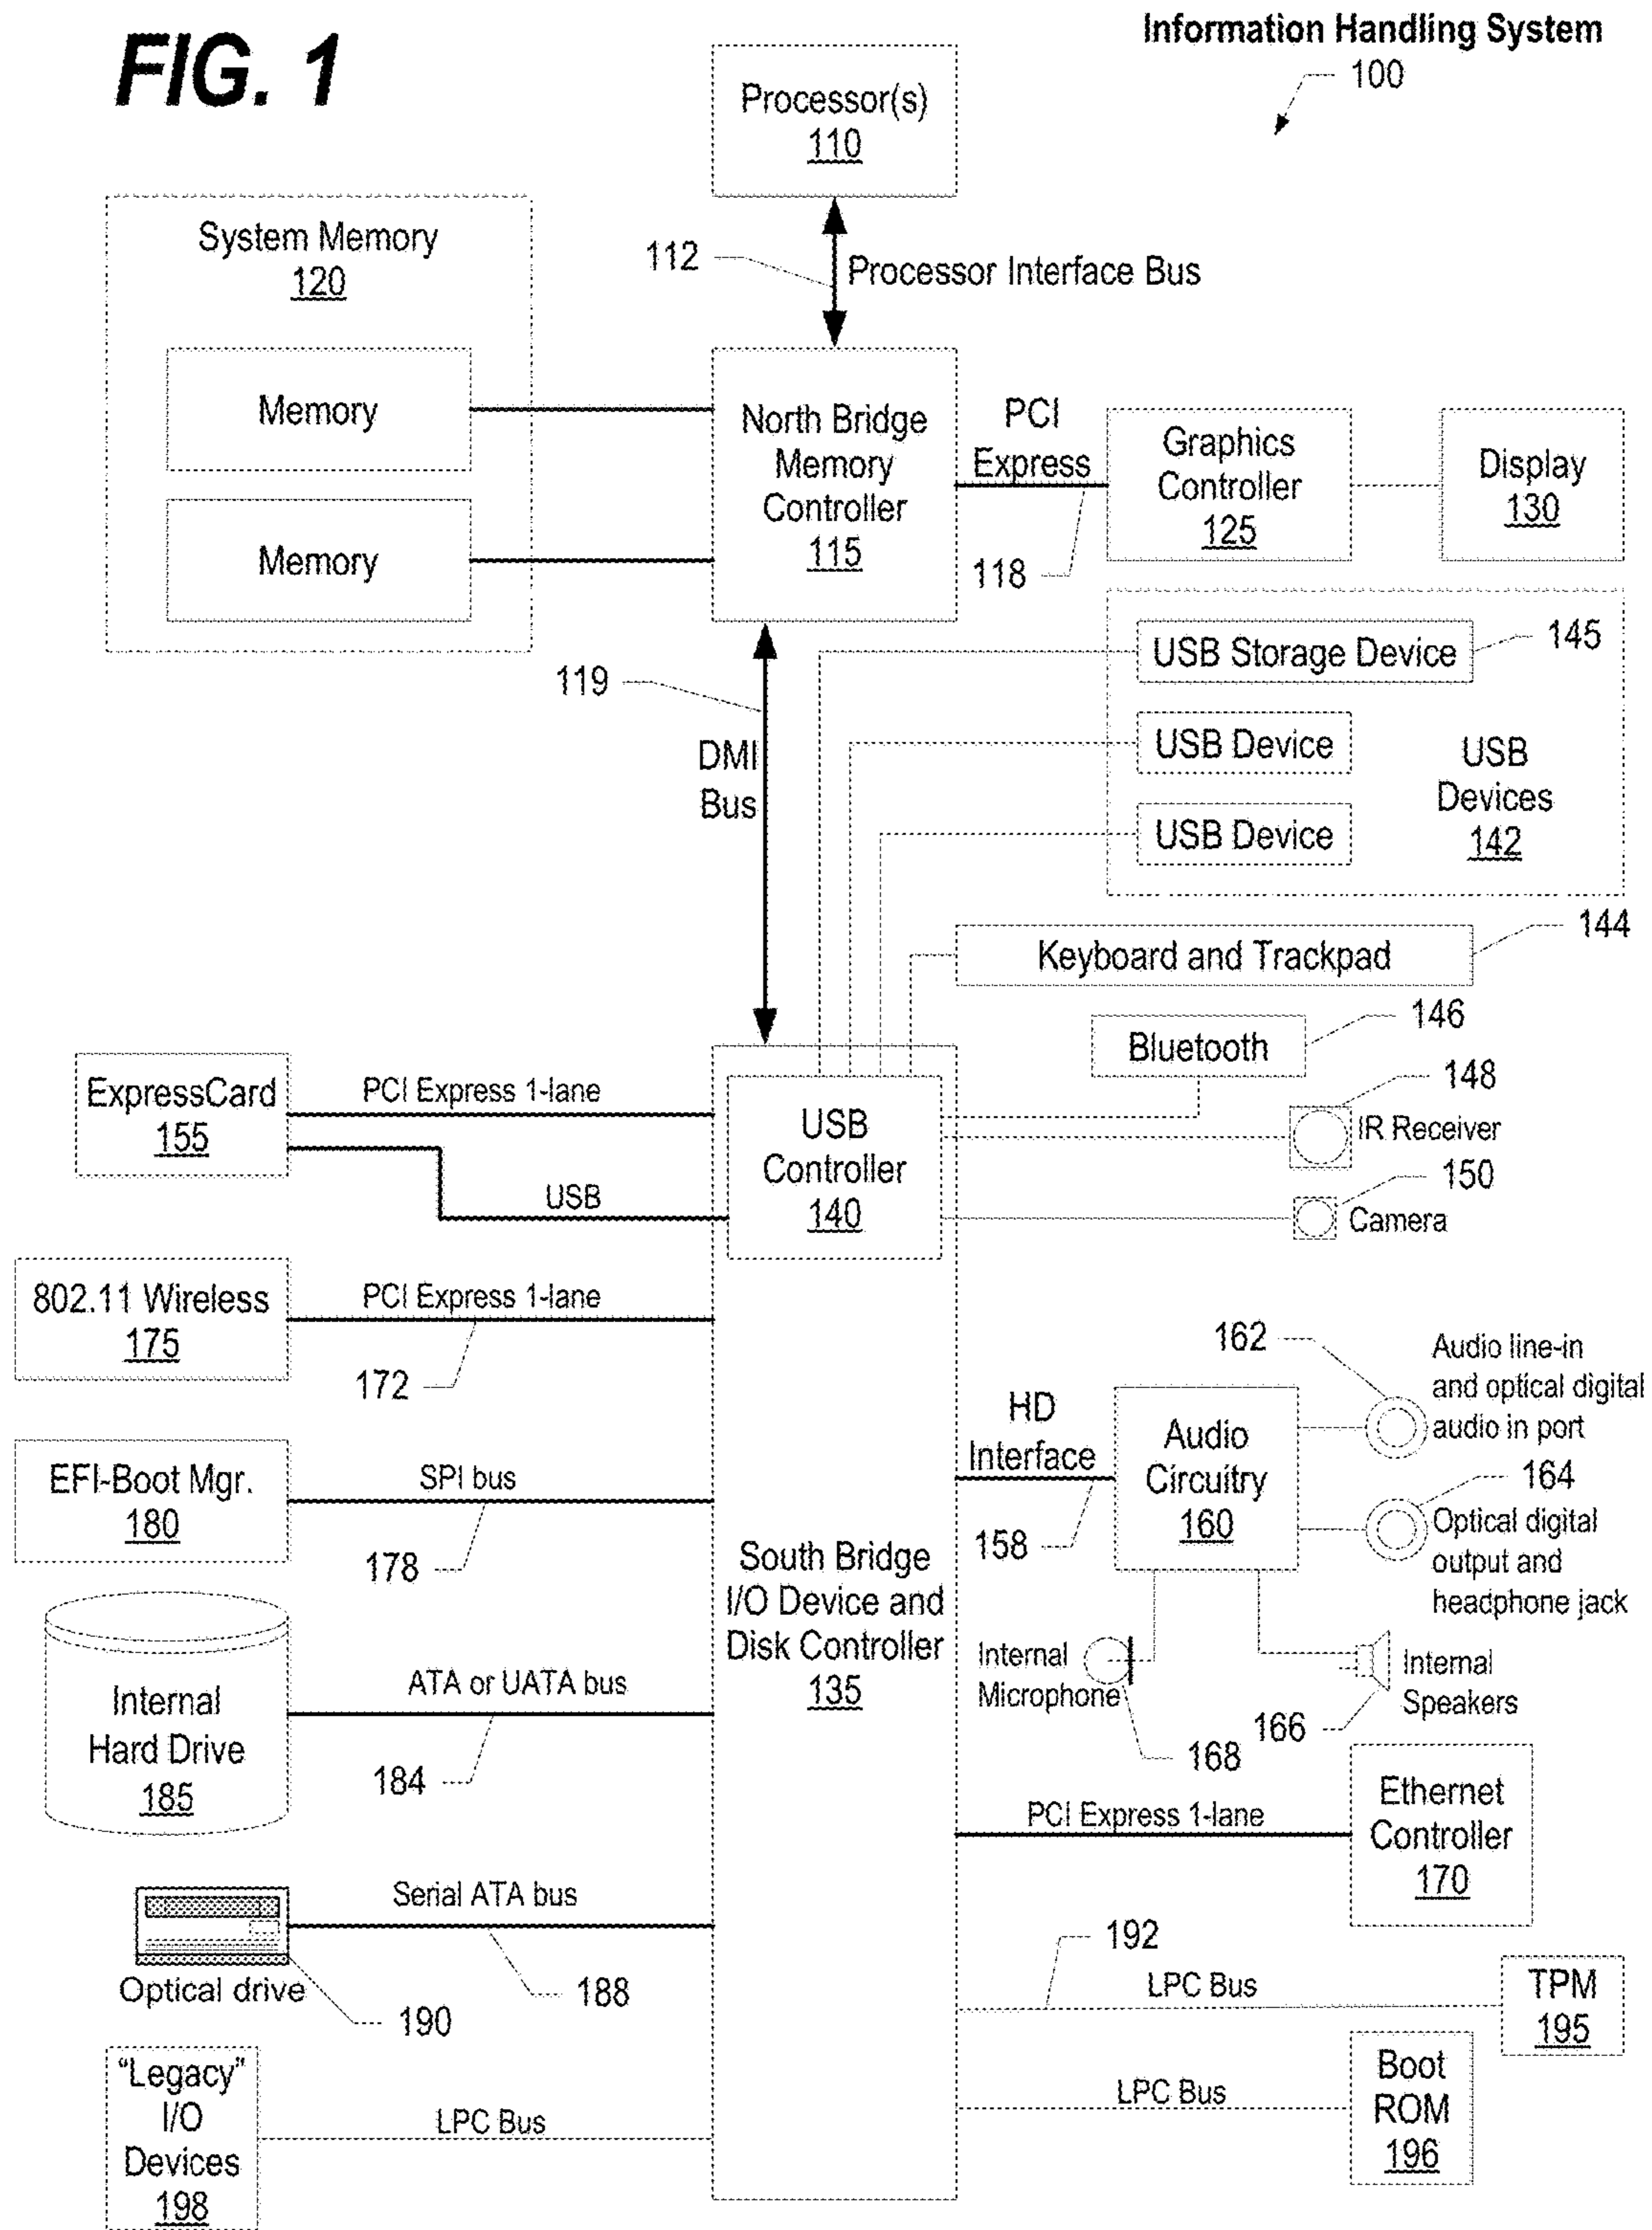 FIG. 1
Information Handling System
100
Processor(s)
110
System Memory
120
112
Processor Interface Bus
Memory
Memory
North Bridge
Memory
Controller
115
PCI
Express
118
Graphics
Controller
125
Display
130
119
DMI
Bus
USB Storage Device
145
USB Device
USB Device
USB
Devices
142
Keyboard and Trackpad
144
Bluetooth
146
148
IR Receiver
150
Camera
ExpressCard
155
PCI Express 1-lane
USB
USB
Controller
140
802.11 Wireless
175
PCI Express 1-lane
172
162
Audio line-in
and optical digital
audio in port
HD
Interface
158
Audio
Circuitry
160
164
Optical digital
output and
headphone jack
EFI-Boot Mgr.
180
SPI bus
178
South Bridge
I/O Device and
Disk Controller
135
Internal
Microphone
168
Internal
Speakers
166
Internal
Hard Drive
185
ATA or UATA bus
184
PCI Express 1-lane
Ethernet
Controller
170
Serial ATA bus
188
Optical drive
190
192
LPC Bus
TPM
195
"Legacy"
I/O
Devices
198
LPC Bus
LPC Bus
Boot
ROM
196